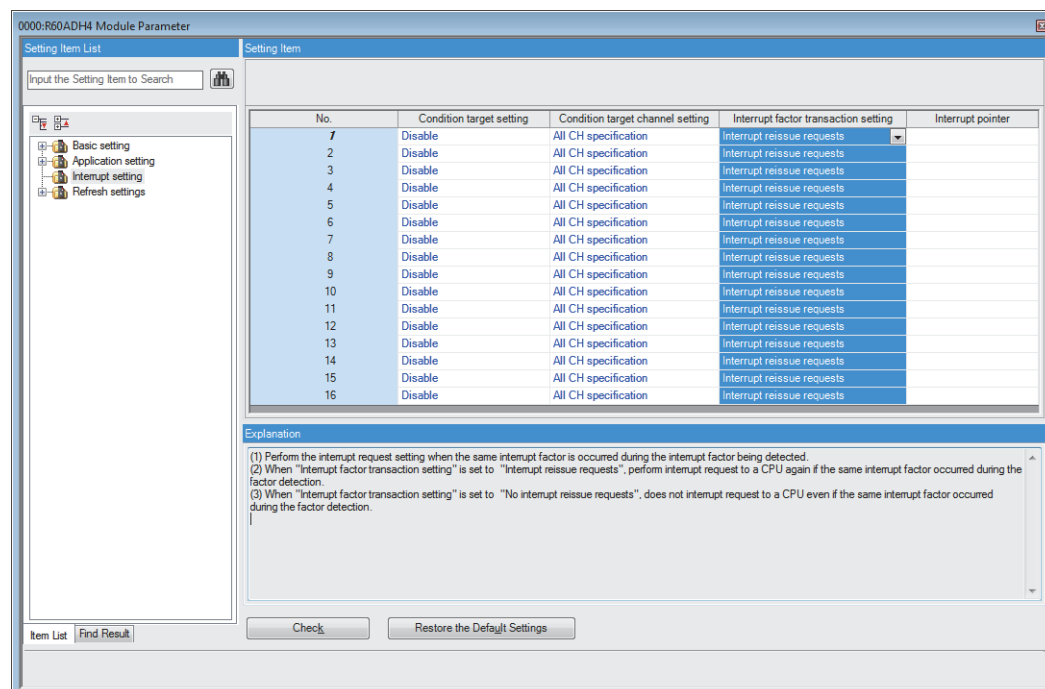 0000:R60ADH4 Module Parameter
Setting Item List
Input the Setting Item to Search
Basic setting
Application setting
Interrupt setting
Refresh settings
Item List Find Result
Setting Item
No. Condition target setting Condition target channel setting Interrupt factor transaction setting Interrupt pointer
1 Disable All CH specification Interrupt reissue requests
2 Disable All CH specification Interrupt reissue requests
3 Disable All CH specification Interrupt reissue requests
4 Disable All CH specification Interrupt reissue requests
5 Disable All CH specification Interrupt reissue requests
6 Disable All CH specification Interrupt reissue requests
7 Disable All CH specification Interrupt reissue requests
8 Disable All CH specification Interrupt reissue requests
9 Disable All CH specification Interrupt reissue requests
10 Disable All CH specification Interrupt reissue requests
11 Disable All CH specification Interrupt reissue requests
12 Disable All CH specification Interrupt reissue requests
13 Disable All CH specification Interrupt reissue requests
14 Disable All CH specification Interrupt reissue requests
15 Disable All CH specification Interrupt reissue requests
16 Disable All CH specification Interrupt reissue requests
Explanation
(1) Perform the interrupt request setting when the same interrupt factor is occurred during the interrupt factor being detected.
(2) When "Interrupt factor transaction setting" is set to "Interrupt reissue requests", perform interrupt request to a CPU again if the same interrupt factor occurred during the
factor detection.
(3) When "Interrupt factor transaction setting" is set to "No interrupt reissue requests", does not interrupt request to a CPU even if the same interrupt factor occurred
during the factor detection.
Check Restore the Default Settings